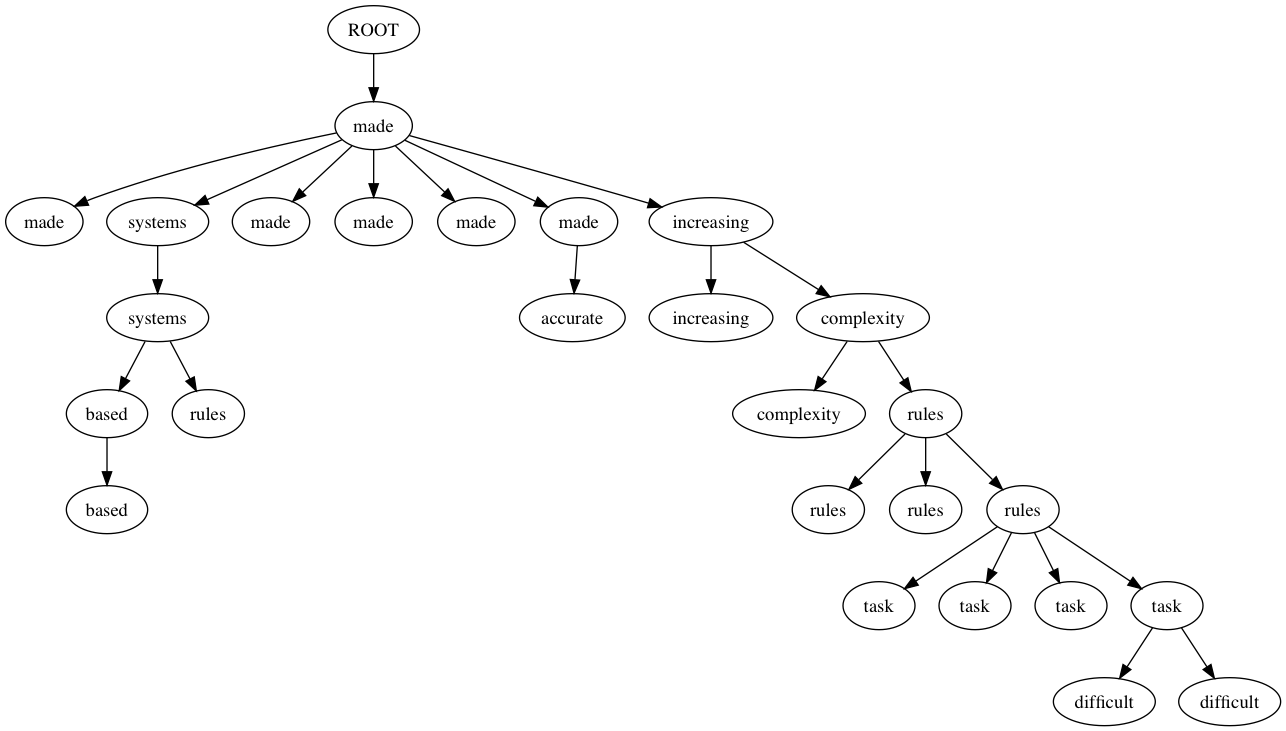 ROOT
made
made systems made made made made increasing
systems accurate increasing complexity
based rules complexity rules
based rules rules rules
task task task task
difficult difficult